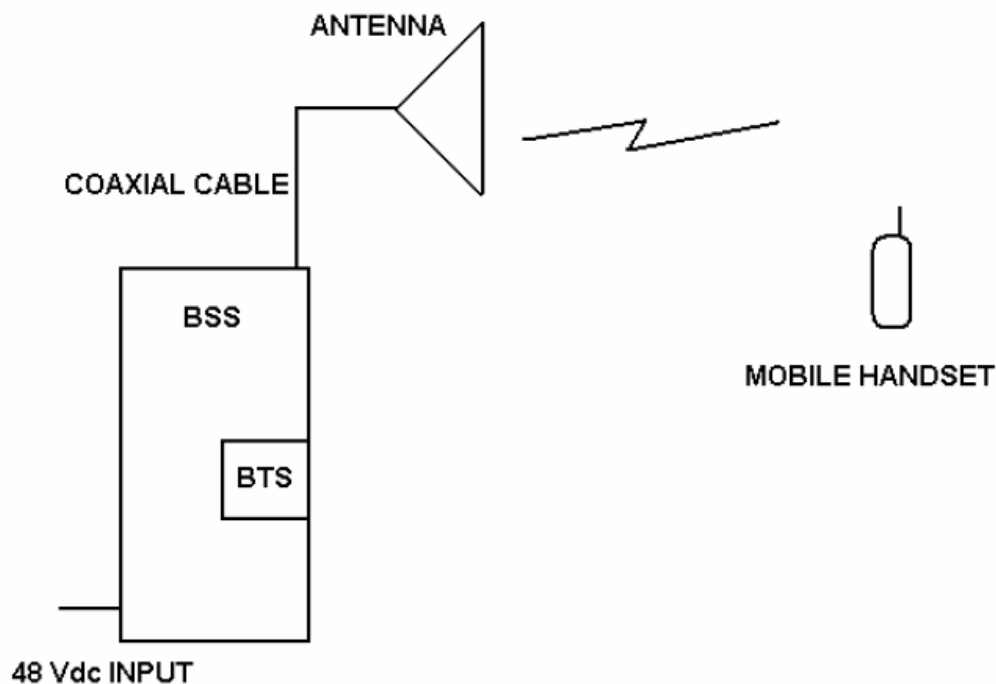 ANTENNA
COAXIAL CABLE
BSS
MOBILE HANDSET
BTS
48 Vdc INPUT